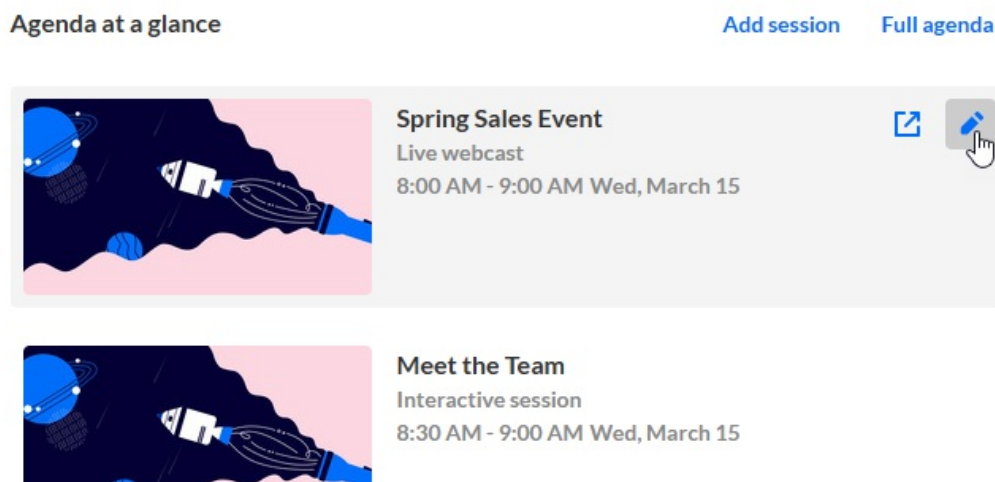 Agenda at a glance
Add session
Full agenda
Spring Sales Event
Live webcast
8:00 AM - 9:00 AM Wed, March 15
Meet the Team
Interactive session
8:30 AM - 9:00 AM Wed, March 15